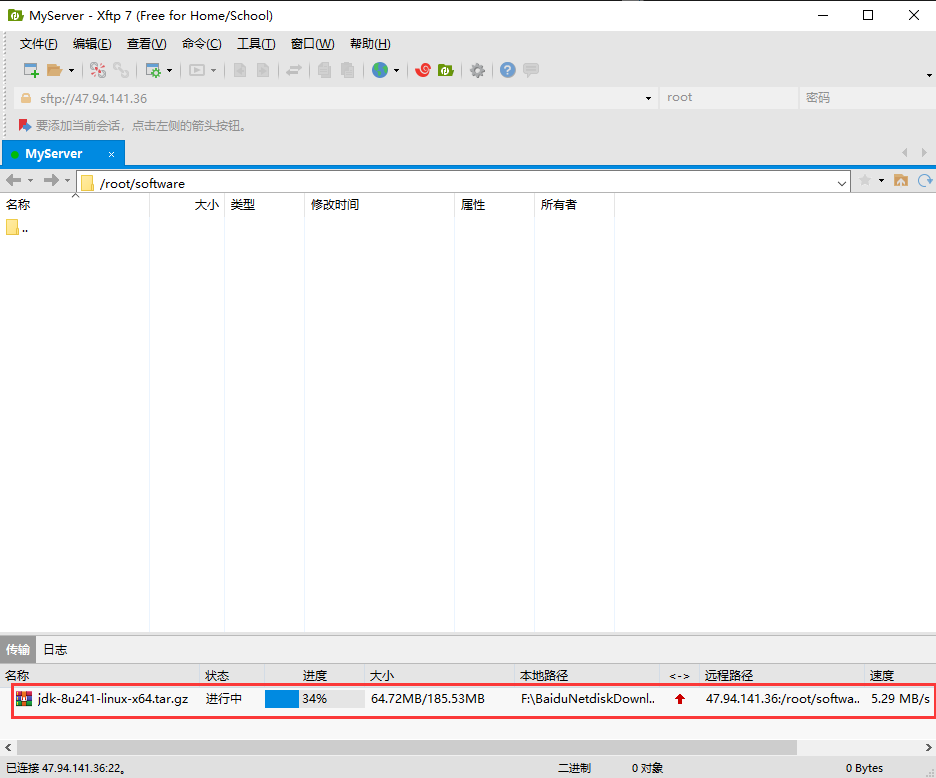 MyServer - Xftp 7 (Free for Home/School)
文件(F) 编辑(E) 查看(V) 命令(C) 工具(T) 窗口(W) 帮助(H)
sftp://47.94.141.36 root 密码
要添加当前会话，点击左侧的箭头按钮。
MyServer ×
/root/software
名称 大小 类型 修改时间 属性 所有者
..
传输 日志
名称 状态 进度 大小 本地路径 <-> 远程路径 速度
jdk-8u241-linux-x64.tar.gz 进行中 34% 64.72MB/185.53MB F:\BaiduNetdiskDownl.. 47.94.141.36:/root/softwa.. 5.29 MB/s
已连接 47.94.141.36:22。 二进制 0 对象 0 Bytes